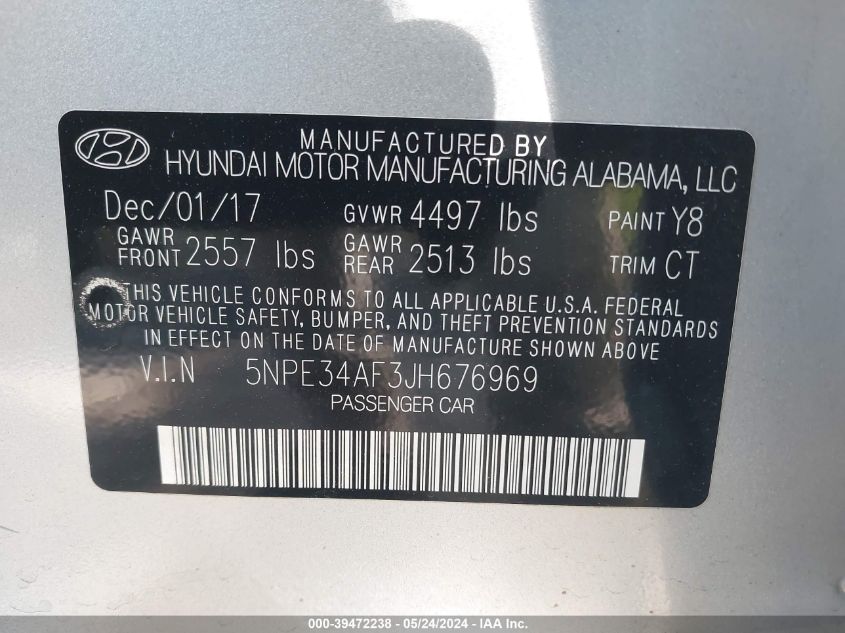 MANUFACTURED BY
HYUNDAI MOTOR MANUFACTURING ALABAMA, LLC
Dec/01/17 GVWR 4497 lbs PAINT Y8
GAWR FRONT 2557 lbs GAWR REAR 2513 lbs TRIM CT
THIS VEHICLE CONFORMS TO ALL APPLICABLE U.S.A. FEDERAL
MOTOR VEHICLE SAFETY, BUMPER, AND THEFT PREVENTION STANDARDS
IN EFFECT ON THE DATE OF MANUFACTURE SHOWN ABOVE
V.I.N 5NPE34AF3JH676969
PASSENGER CAR
000-39472238 - 05/24/2024 - IAA Inc.